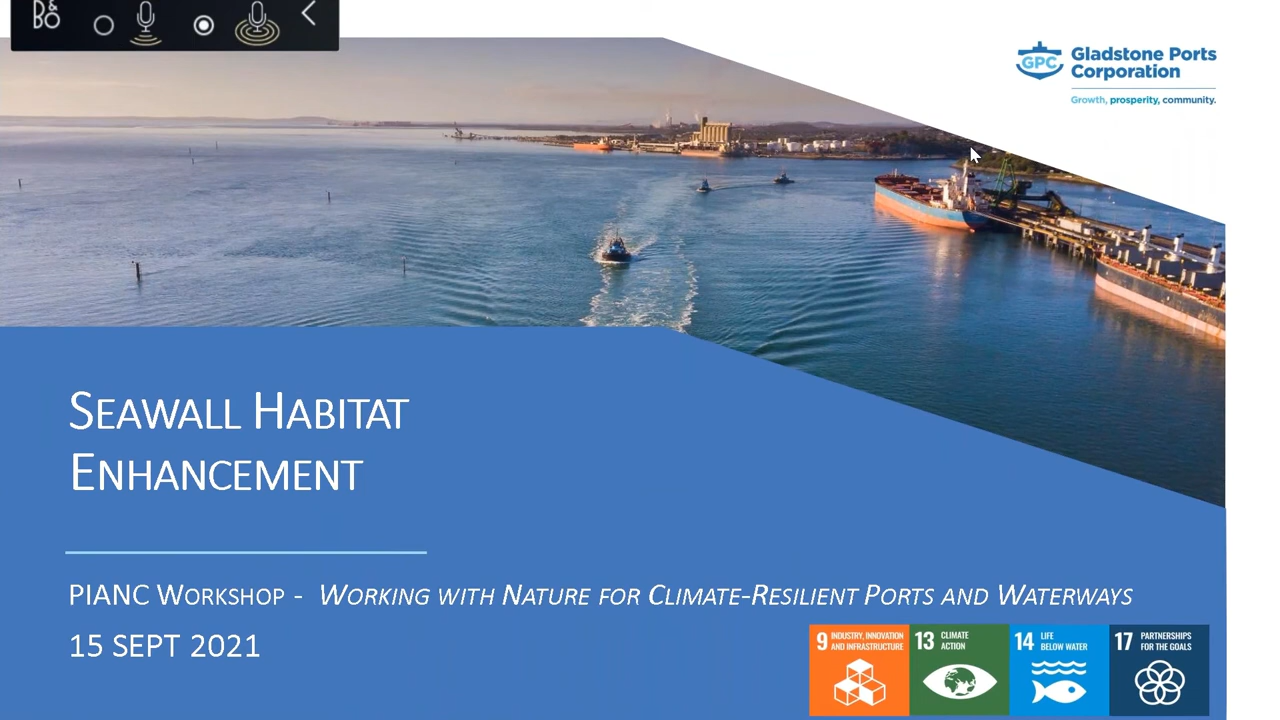 B&O
GPC
Gladstone Ports
Corporation
Growth, prosperity, community.
SEAWALL HABITAT
ENHANCEMENT
PIANC WORKSHOP - WORKING WITH NATURE FOR CLIMATE-RESILIENT PORTS AND WATERWAYS
15 SEPT 2021
9 INDUSTRY, INNOVATION
AND INFRASTRUCTURE
13 CLIMATE
ACTION
14 LIFE
BELOW WATER
17 PARTNERSHIPS
FOR THE GOALS